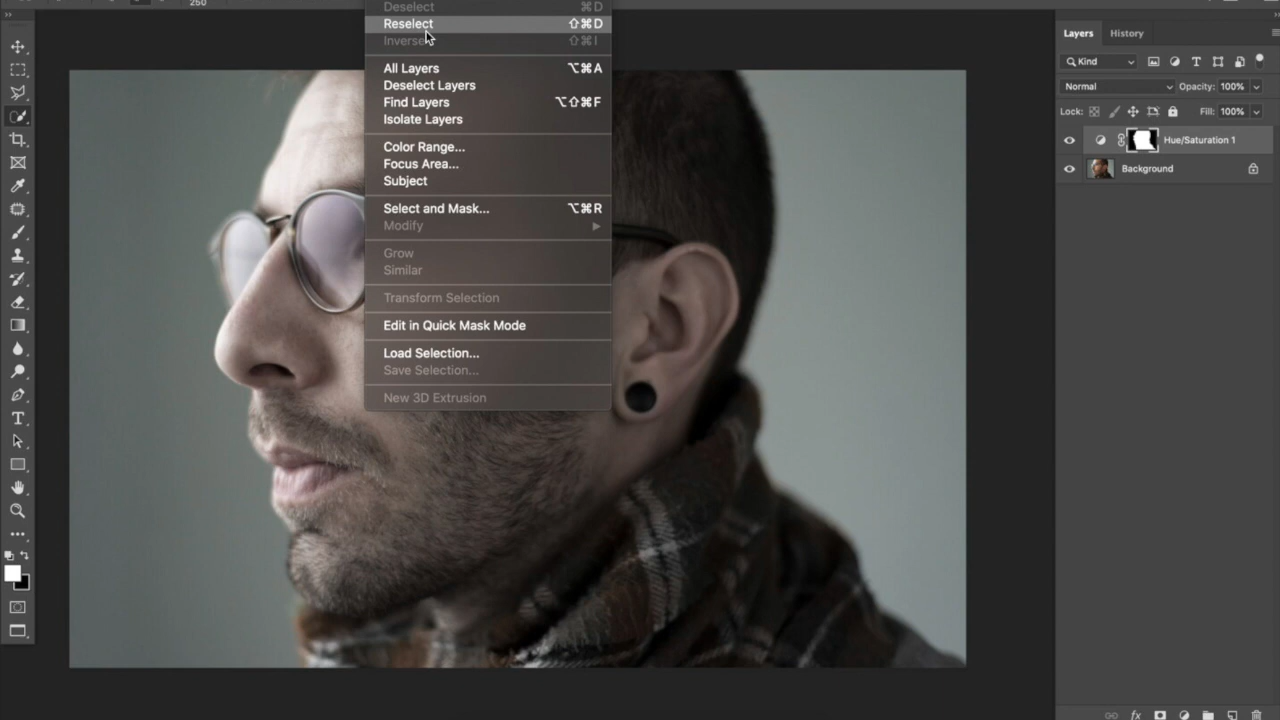 250
Deselect ⌘D
Reselect ⇧⌘D
Inverse ⇧⌘I
All Layers ⌥⌘A
Deselect Layers
Find Layers ⌥⇧⌘F
Isolate Layers
Color Range...
Focus Area...
Subject
Select and Mask... ⌥⌘R
Modify
Grow
Similar
Transform Selection
Edit in Quick Mask Mode
Load Selection...
Save Selection...
New 3D Extrusion
Layers History
Kind
Normal Opacity: 100%
Lock: Fill: 100%
Hue/Saturation 1
Background